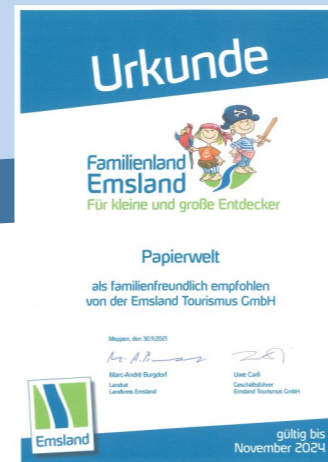 Urkunde
Familienland
Emsland
Für kleine und große Entdecker
Papierwelt
als familienfreundlich empfohlen
von der Emsland Tourismus GmbH
Meppen, den 30.11.2021
Marc-André Burgdorf
Landrat
Landkreis Emsland
Uwe Carli
Geschäftsführer
Emsland Tourismus GmbH
Emsland
gültig bis
November 2024